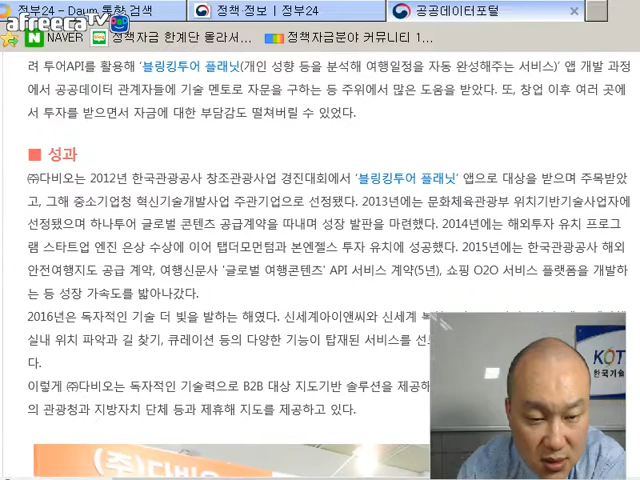 정부24 - Daum 통합 검색
정책·정보 | 정부24
공공데이터포털
afreecaTV
NAVER
정책자금 한계단 올라서...
정책자금분야 커뮤니티 1...
려 투어API를 활용해 '블링킹투어 플래닛(개인 성향 등을 분석해 여행일정을 자동 완성해주는 서비스)' 앱 개발 과정
에서 공공데이터 관계자들에 기술 멘토로 자문을 구하는 등 주위에서 많은 도움을 받았다. 또, 창업 이후 여러 곳에
서 투자를 받으면서 자금에 대한 부담감도 떨쳐버릴 수 있었다.
■ 성과
㈜다비오는 2012년 한국관광공사 창조관광사업 경진대회에서 '블링킹투어 플래닛' 앱으로 대상을 받으며 주목받았
고, 그해 중소기업청 혁신기술개발사업 주관기업으로 선정됐다. 2013년에는 문화체육관광부 위치기반기술사업자에
선정됐으며 하나투어 글로벌 콘텐츠 공급계약을 따내며 성장 발판을 마련했다. 2014년에는 해외투자 유치 프로그
램 스타트업 엔진 은상 수상에 이어 탭더모먼텀과 본엔젤스 투자 유치에 성공했다. 2015년에는 한국관광공사 해외
안전여행지도 공급 계약, 여행신문사 '글로벌 여행콘텐츠' API 서비스 계약(5년), 쇼핑 O2O 서비스 플랫폼을 개발하
는 등 성장 가속도를 밟아나갔다.
2016년은 독자적인 기술 더 빛을 발하는 해였다. 신세계아이앤씨와 신세계
실내 위치 파악과 길 찾기, 큐레이션 등의 다양한 기능이 탑재된 서비스를
다.
이렇게 ㈜다비오는 독자적인 기술력으로 B2B 대상 지도기반 솔루션을 제공
의 관광청과 지방자치 단체 등과 제휴해 지도를 제공하고 있다.
KOT
한국기술
(주)다비오